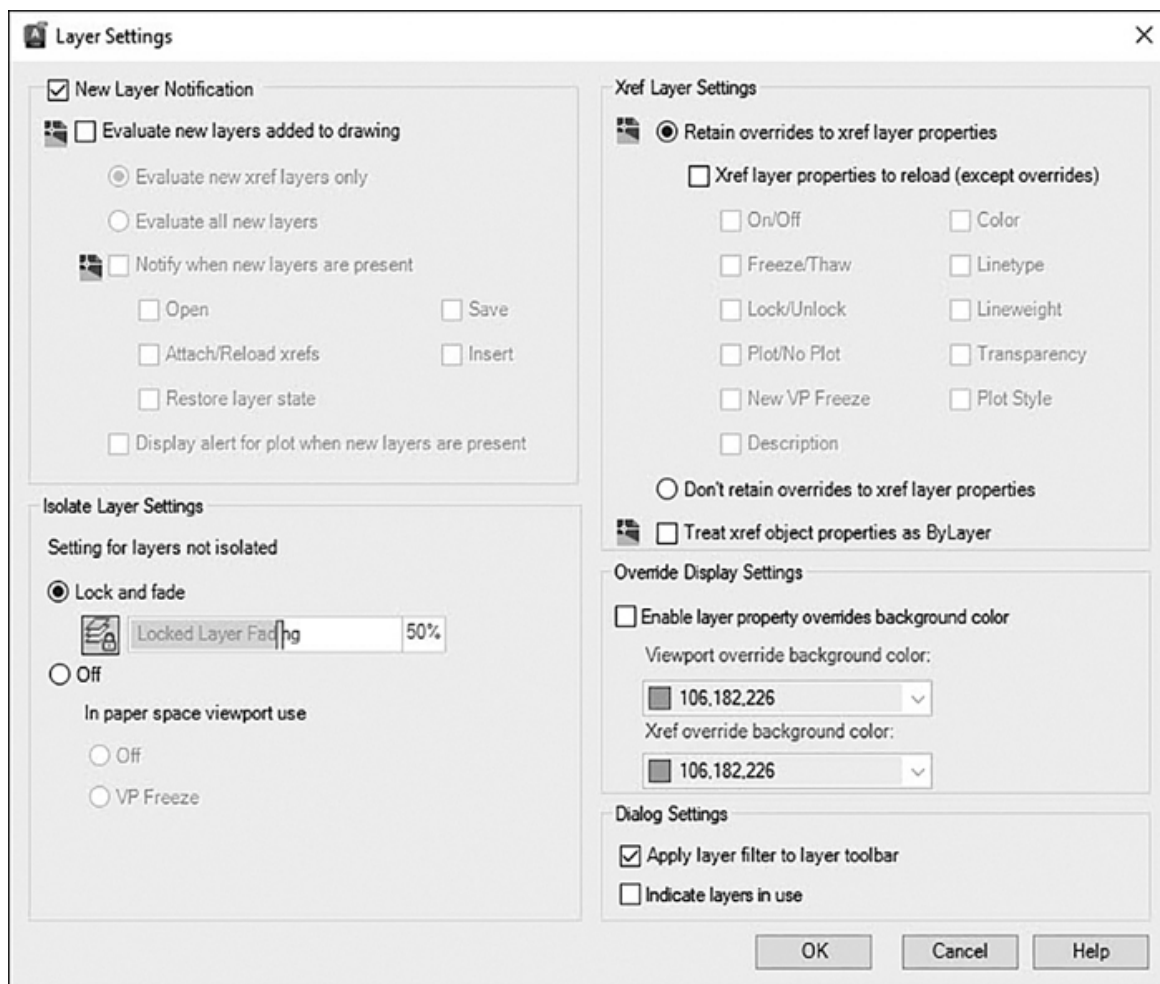 Layer Settings
New Layer Notification
Evaluate new layers added to drawing
Evaluate new xref layers only
Evaluate all new layers
Notify when new layers are present
Open Save
Attach/Reload xrefs Insert
Restore layer state
Display alert for plot when new layers are present
Isolate Layer Settings
Setting for layers not isolated
Lock and fade
Locked Layer Fading 50%
Off
In paper space viewport use
Off
VP Freeze
Xref Layer Settings
Retain overrides to xref layer properties
Xref layer properties to reload (except overrides)
On/Off Color
Freeze/Thaw Linetype
Lock/Unlock Lineweight
Plot/No Plot Transparency
New VP Freeze Plot Style
Description
Don't retain overrides to xref layer properties
Treat xref object properties as ByLayer
Override Display Settings
Enable layer property overrides background color
Viewport override background color:
106,182,226
Xref override background color:
106,182,226
Dialog Settings
Apply layer filter to layer toolbar
Indicate layers in use
OK Cancel Help